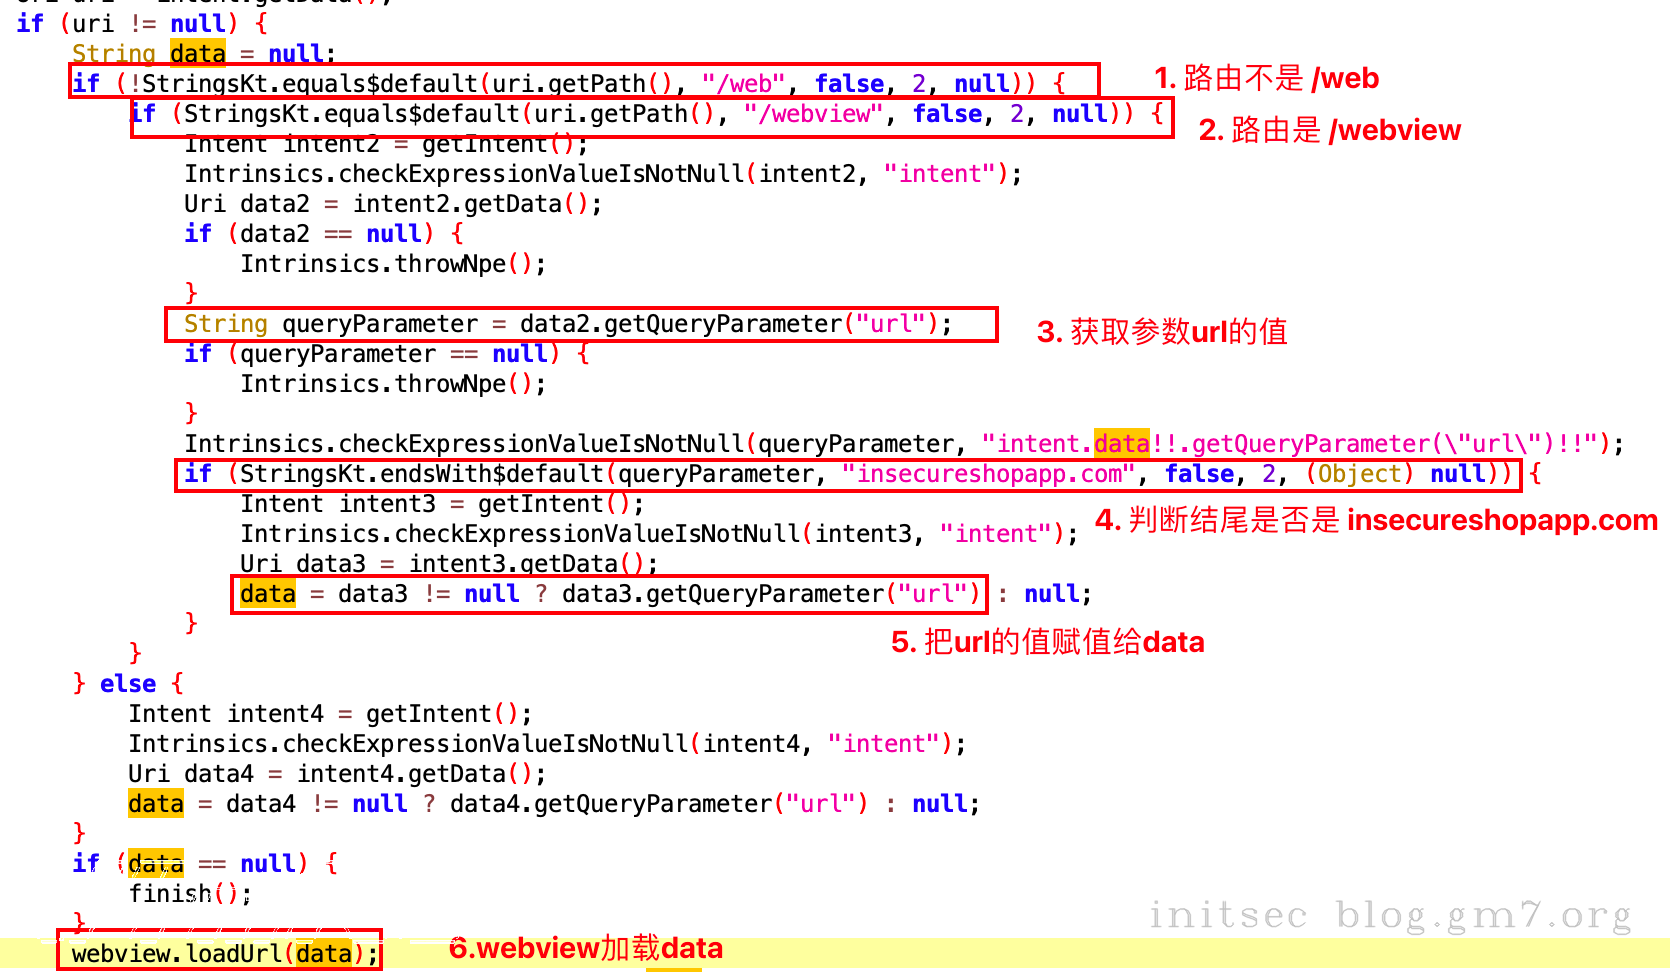 Uri uri = intent.getData();
if (uri != null) {
String data = null;
if (!StringsKt.equals$default(uri.getPath(), "/web", false, 2, null)) {
1. 路由不是 /web
if (StringsKt.equals$default(uri.getPath(), "/webview", false, 2, null)) {
2. 路由是 /webview
Intent intent2 = getIntent();
Intrinsics.checkExpressionValueIsNotNull(intent2, "intent");
Uri data2 = intent2.getData();
if (data2 == null) {
Intrinsics.throwNpe();
}
String queryParameter = data2.getQueryParameter("url");
3. 获取参数url的值
if (queryParameter == null) {
Intrinsics.throwNpe();
}
Intrinsics.checkExpressionValueIsNotNull(queryParameter, "intent.data!!.getQueryParameter(\"url\")!!");
if (StringsKt.endsWith$default(queryParameter, "insecureshopapp.com", false, 2, (Object) null)) {
Intent intent3 = getIntent();
4. 判断结尾是否是 insecureshopapp.com
Intrinsics.checkExpressionValueIsNotNull(intent3, "intent");
Uri data3 = intent3.getData();
data = data3 != null ? data3.getQueryParameter("url") : null;
}
5. 把url的值赋值给data
}
} else {
Intent intent4 = getIntent();
Intrinsics.checkExpressionValueIsNotNull(intent4, "intent");
Uri data4 = intent4.getData();
data = data4 != null ? data4.getQueryParameter("url") : null;
}
if (data == null) {
finish();
}
initsec blog.gm7.org
webview.loadUrl(data);
6.webview加载data